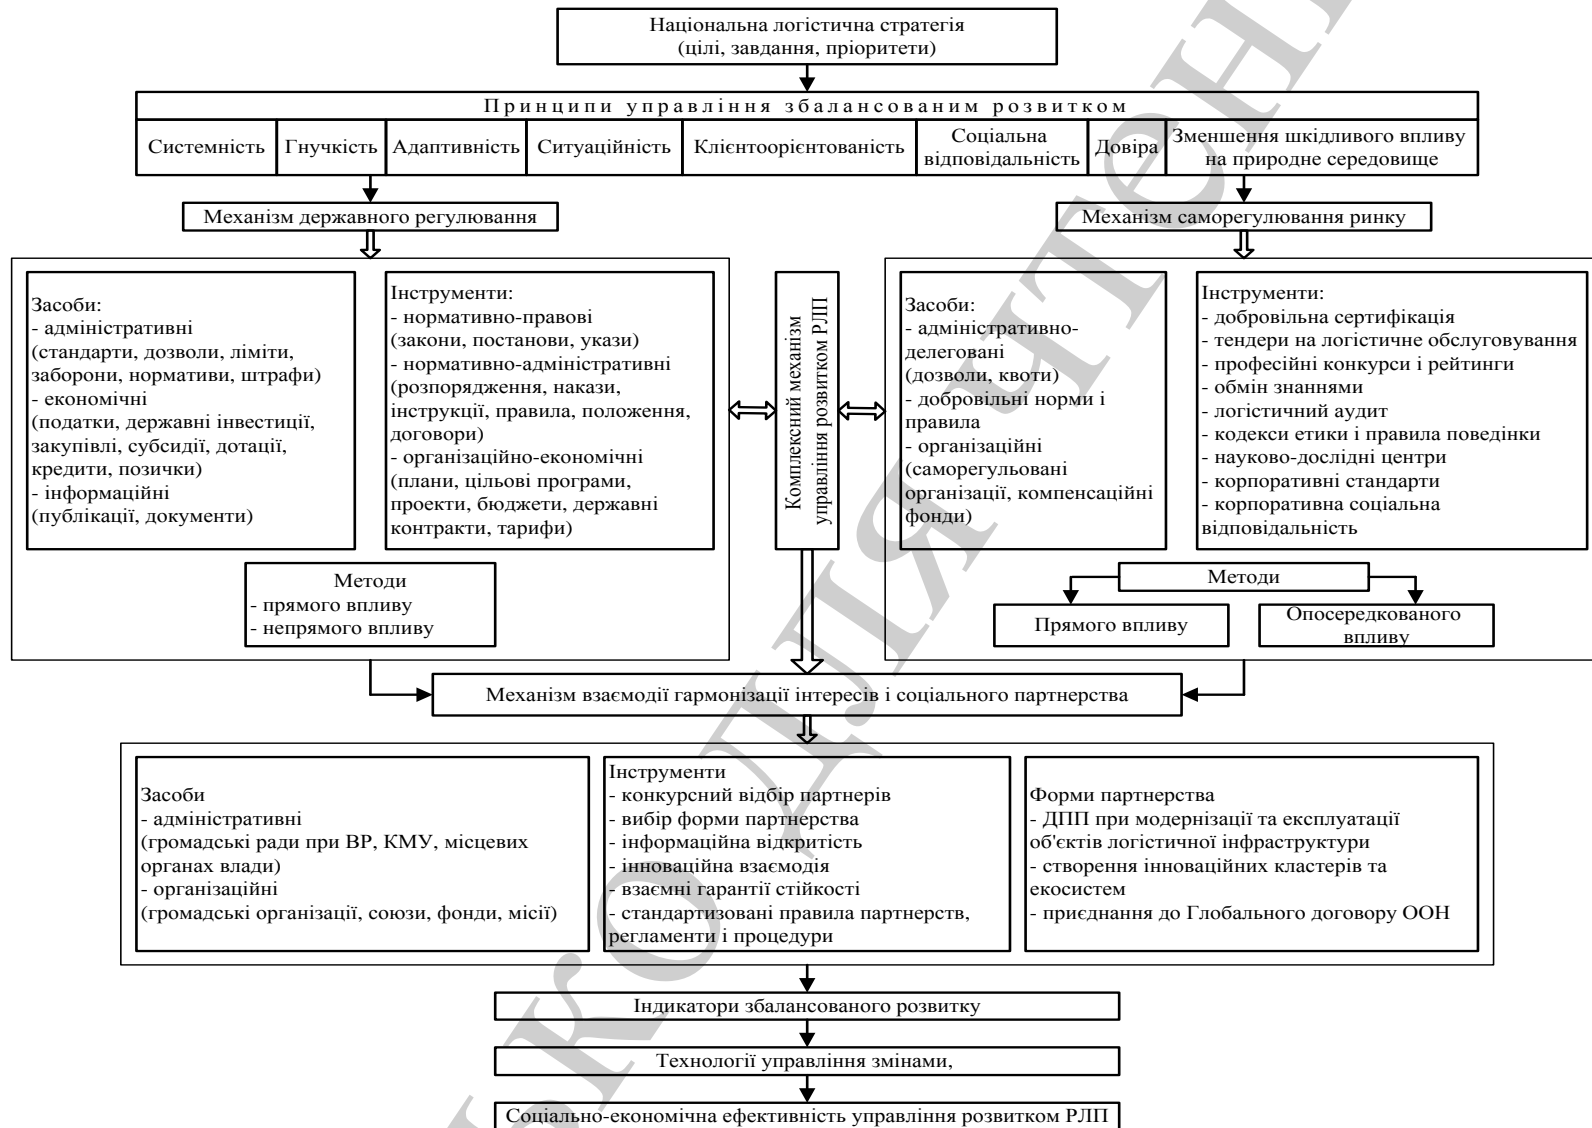 Національна логістична стратегія
(цілі, завдання, пріоритети)
Принципи управління збалансованим розвитком
Системність
Гнучкість
Адаптивність
Ситуаційність
Клієнтоорієнтованість
Соціальна
відповідальність
Довіра
Зменшення шкідливого впливу
на природне середовище
Механізм державного регулювання
Механізм саморегулювання ринку
Засоби:
- адміністративні
(стандарти, дозволи, ліміти,
заборони, нормативи, штрафи)
- економічні
(податки, державні інвестиції,
закупівлі, субсидії, дотації,
кредити, позички)
- інформаційні
(публікації, документи)
Інструменти:
- нормативно-правові
(закони, постанови, укази)
- нормативно-адміністративні
(розпорядження, накази,
інструкції, правила, положення,
договори)
- організаційно-економічні
(плани, цільові програми,
проекти, бюджети, державні
контракти, тарифи)
Методи
- прямого впливу
- непрямого впливу
Комплексний механізм
управління розвитком РЛП
Засоби:
- адміністративно-
делеговані
(дозволи, квоти)
- добровільні норми і
правила
- організаційні
(саморегульовані
організації, компенсаційні
фонди)
Інструменти:
- добровільна сертифікація
- тендери на логістичне обслуговування
- професійні конкурси і рейтинги
- обмін знаннями
- логістичний аудит
- кодекси етики і правила поведінки
- науково-дослідні центри
- корпоративні стандарти
- корпоративна соціальна
відповідальність
Методи
Прямого впливу
Опосередкованого
впливу
Механізм взаємодії гармонізації інтересів і соціального партнерства
Засоби
- адміністративні
(громадські ради при ВР, КМУ, місцевих
органах влади)
- організаційні
(громадські організації, союзи, фонди, місії)
Інструменти
- конкурсний відбір партнерів
- вибір форми партнерства
- інформаційна відкритість
- інноваційна взаємодія
- взаємні гарантії стійкості
- стандартизовані правила партнерств,
регламенти і процедури
Форми партнерства
- ДПП при модернізації та експлуатації
об'єктів логістичної інфраструктури
- створення інноваційних кластерів та
екосистем
- приєднання до Глобального договору ООН
Індикатори збалансованого розвитку
Технології управління змінами,
Соціально-економічна ефективність управління розвитком РЛП
для